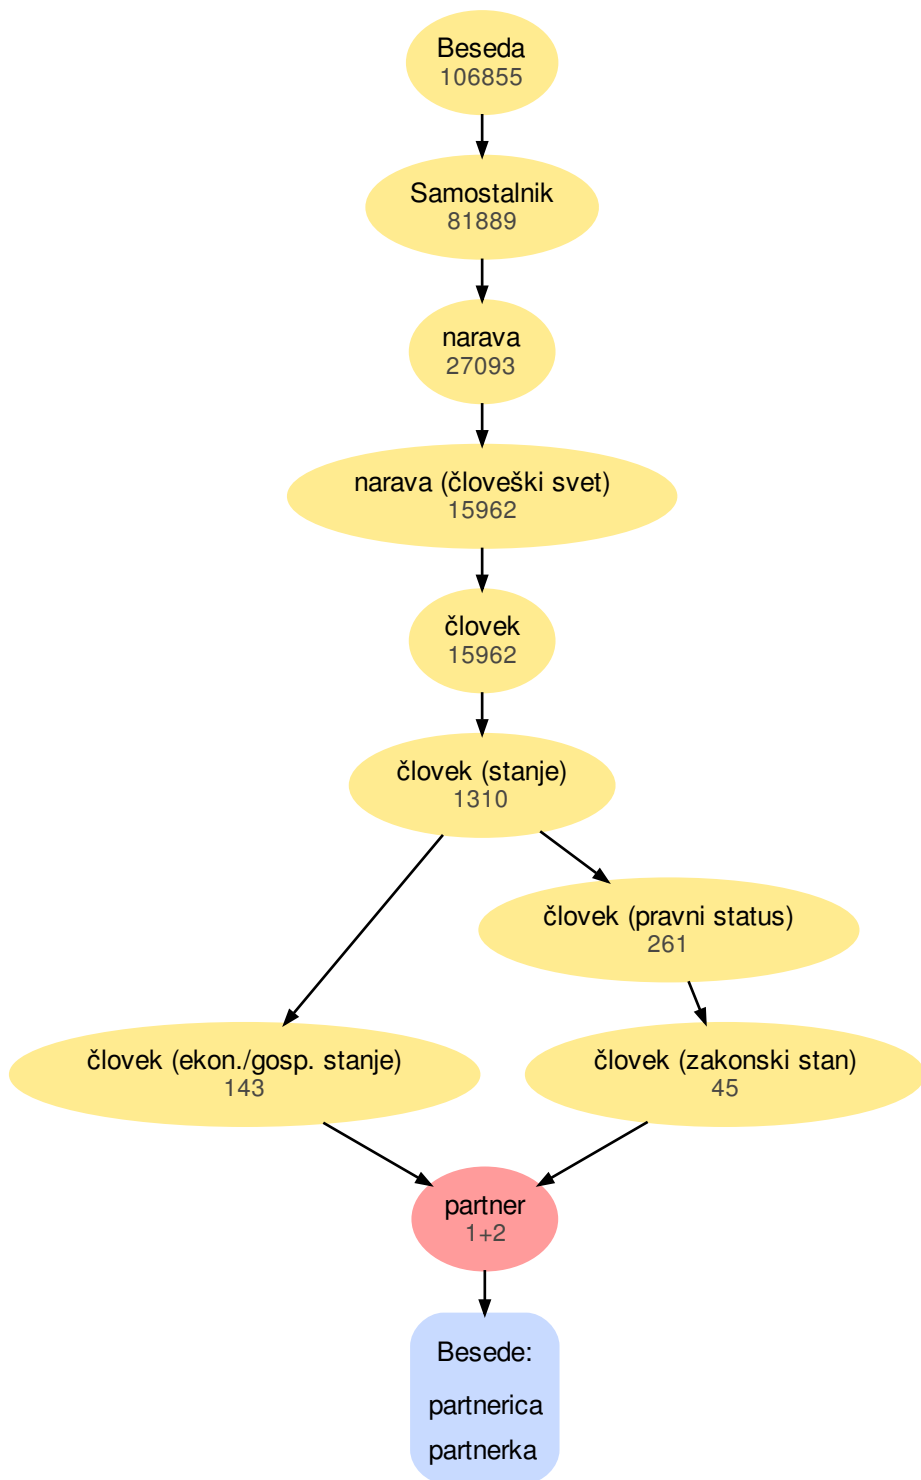 Beseda
106855
Samostalnik
81889
narava
27093
narava (človeški svet)
15962
človek
15962
človek (stanje)
1310
človek (pravni status)
261
človek (ekon./gosp. stanje)
143
človek (zakonski stan)
45
partner
1+2
Besede:
partnerica
partnerka